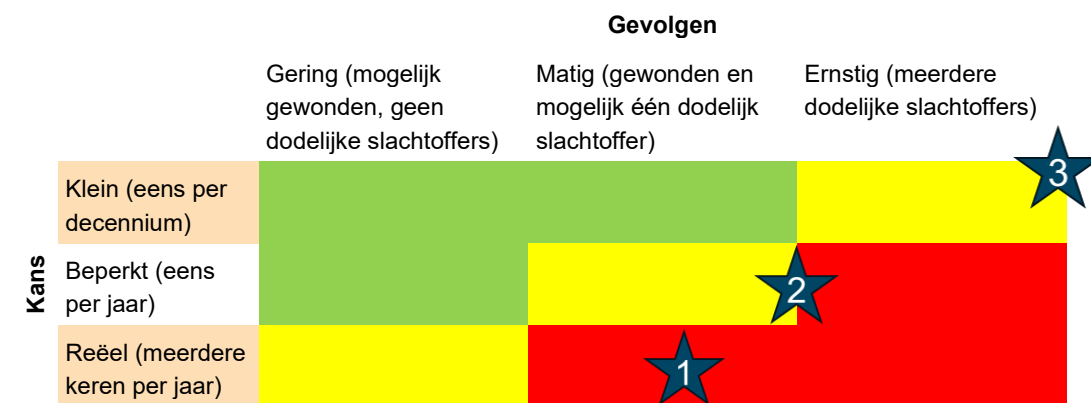 Gevolgen
Gering (mogelijk
gewonden, geen
dodelijke slachtoffers)
Matig (gewonden en
mogelijk één dodelijk
slachtoffer)
Ernstig (meerdere
dodelijke slachtoffers)
Kans
Klein (eens per
decennium)
3
Beperkt (eens
per jaar)
2
Reëel (meerdere
keren per jaar)
1